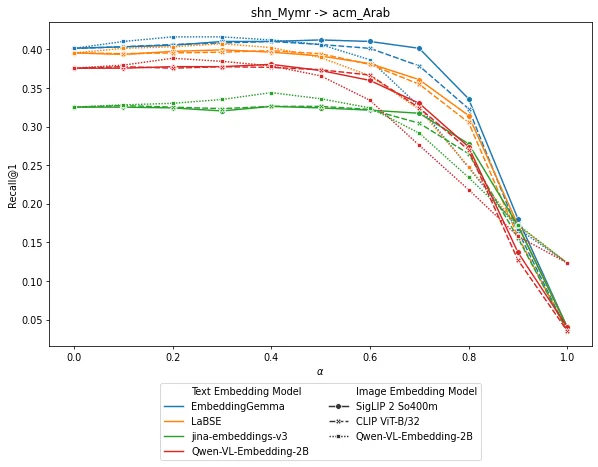 shn_Mymr -> acm_Arab
Recall@1
0.40
0.35
0.30
0.25
0.20
0.15
0.10
0.05
0.0
0.2
0.4
0.6
0.8
1.0
α
Text Embedding Model
EmbeddingGemma
LaBSE
jina-embeddings-v3
Qwen-VL-Embedding-2B
Image Embedding Model
SigLIP 2 So400m
CLIP ViT-B/32
Qwen-VL-Embedding-2B